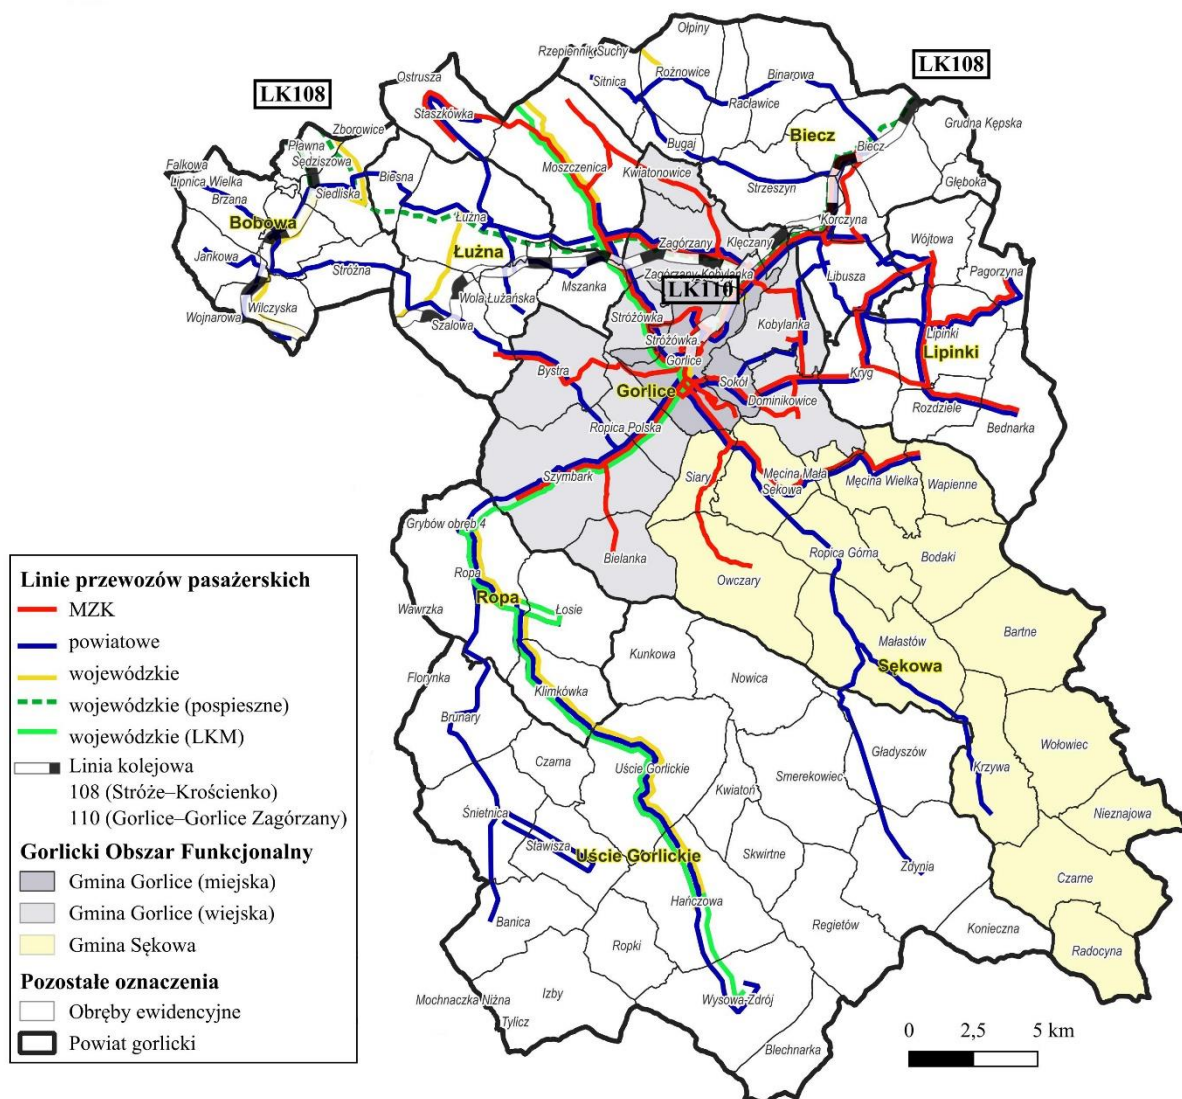 Ołpiny
Rzepiennik Suchy
LK108
Rożnowice
Binarowa
Ostrusza
Sitnica
LK108
Racławice
Staszkówka
Grudna Kępska
Zborowice
Biecz
Pławna
Bugaj
Biecz
Sędziszowa
Falkowa
Moszczenica
Kwiatonowice
Lipnica Wielka
Siedliska
Biesna
Strzeszyn
Głęboka
Brzana
Bobowa
Łużna
Korczyna
Zagórzany
Klęczany
Wójtowa
Łużna
Jankowa
Stróżna
Zagórzany Kobylanka
Libusza
Pagorzyna
Mszanka
LK110
Wola Łużańska
Wilczyska
Wojnarowa
Szalowa
Stróżówka
Kobylanka
Lipinki
Stróżówka
Lipinki
Gorlice
Bystra
Sokół
Kryg
Gorlice
Dominikowice
Rozdziele
Ropica Polska
Bednarka
Szymbark
Siary
Męcina Mała
Męcina Wielka
Wapienne
Sękowa
Grybów obręb 4
Bielanka
Ropica Górna
Bodaki
Owczary
Ropa
Ropa
Wawrzka
Łosie
Bartne
Małastów
Kunkowa
Sękowa
Florynka
Nowica
Klimkówka
Brunary
Gładyszów
Wołowiec
Czarna
Uście Gorlickie
Smerekowiec
Krzywa
Kwiatoń
Śnietnica
Nieznajowa
Stawisza
Uście Gorlickie
Skwirtne
Zdynia
Czarne
Hańczowa
Banica
Regietów
Konieczna
Ropki
Radocyna
Izby
Mochnaczka Niżna
Wysowa-Zdrój
Tylicz
Blechnarka
Linie przewozów pasażerskich
MZK
powiatowe
wojewódzkie
wojewódzkie (pospieszne)
wojewódzkie (LKM)
Linia kolejowa
108 (Stróże–Krościenko)
110 (Gorlice–Gorlice Zagórzany)
Gorlicki Obszar Funkcjonalny
Gmina Gorlice (miejska)
Gmina Gorlice (wiejska)
Gmina Sękowa
Pozostałe oznaczenia
Obręby ewidencyjne
Powiat gorlicki
0 2,5 5 km